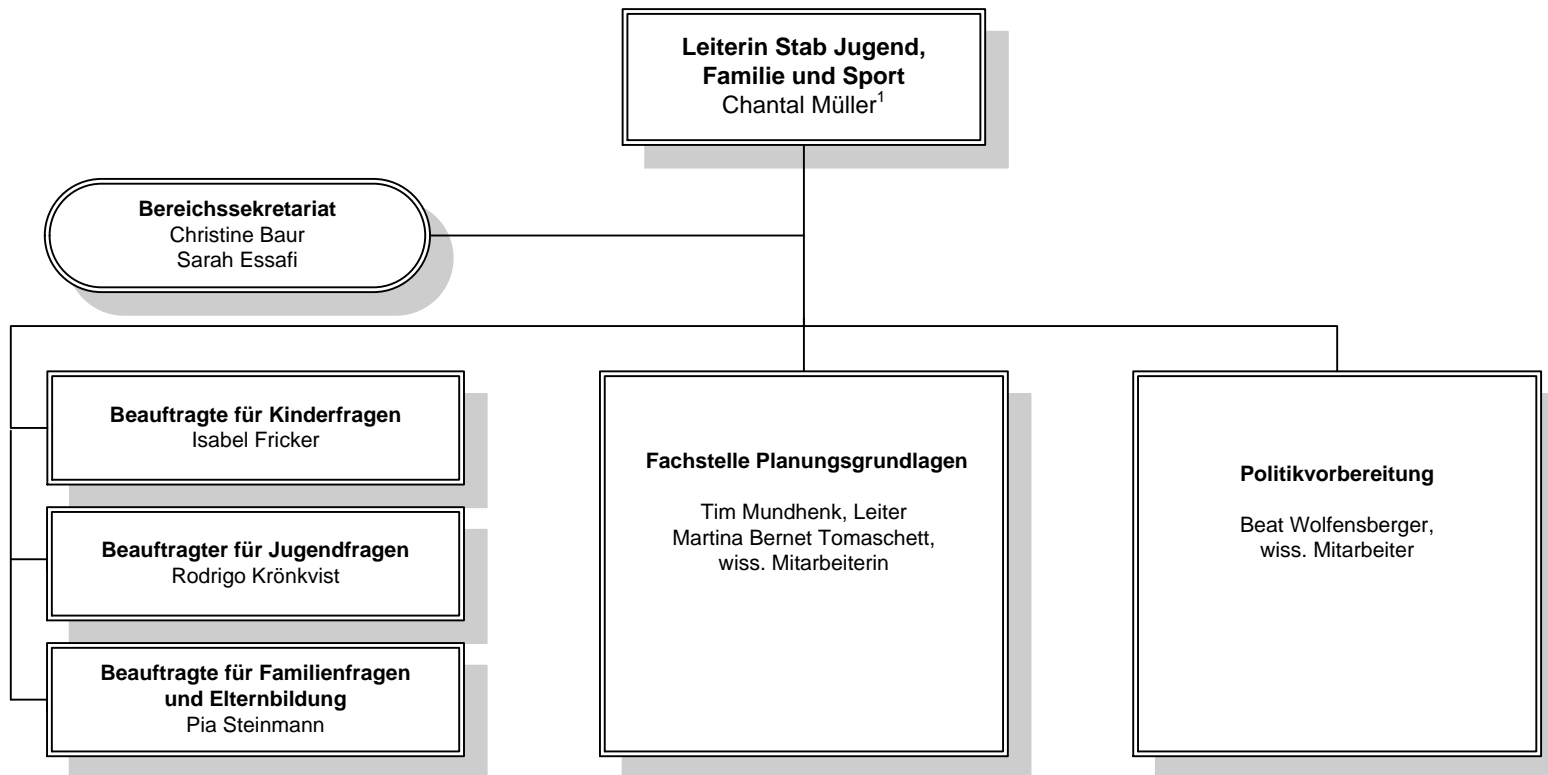 Leiterin Stab Jugend,
Familie und Sport
Chantal Müller¹
Bereichssekretariat
Christine Baur
Sarah Essafi
Beauftragte für Kinderfragen
Isabel Fricker
Beauftragter für Jugendfragen
Rodrigo Krönkvist
Beauftragte für Familienfragen
und Elternbildung
Pia Steinmann
Fachstelle Planungsgrundlagen
Tim Mundhenk, Leiter
Martina Bernet Tomaschett,
wiss. Mitarbeiterin
Politikvorbereitung
Beat Wolfensberger,
wiss. Mitarbeiter